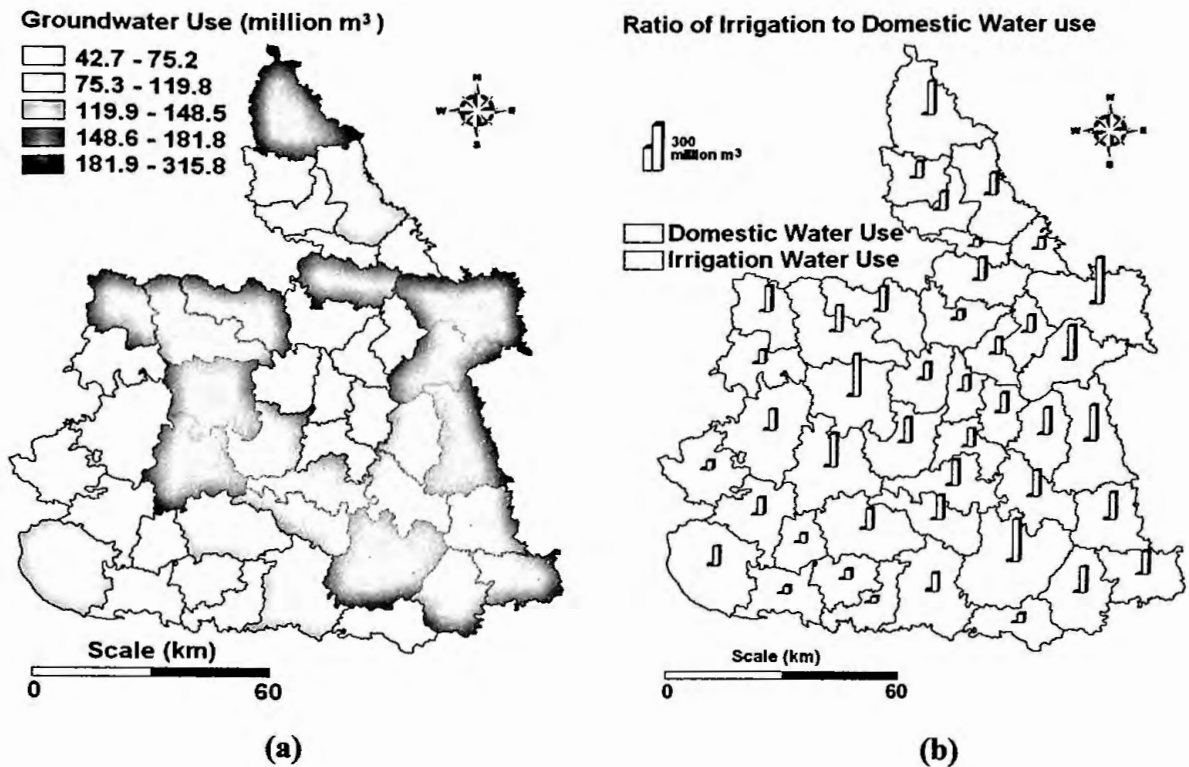 Groundwater Use (million m³ )
42.7 - 75.2
75.3 - 119.8
119.9 - 148.5
148.6 - 181.8
181.9 - 315.8
N
W
E
S
Scale (km)
0 60
(a)
Ratio of Irrigation to Domestic Water use
N
W
E
S
300
million m³
Domestic Water Use
Irrigation Water Use
Scale (km)
0 60
(b)